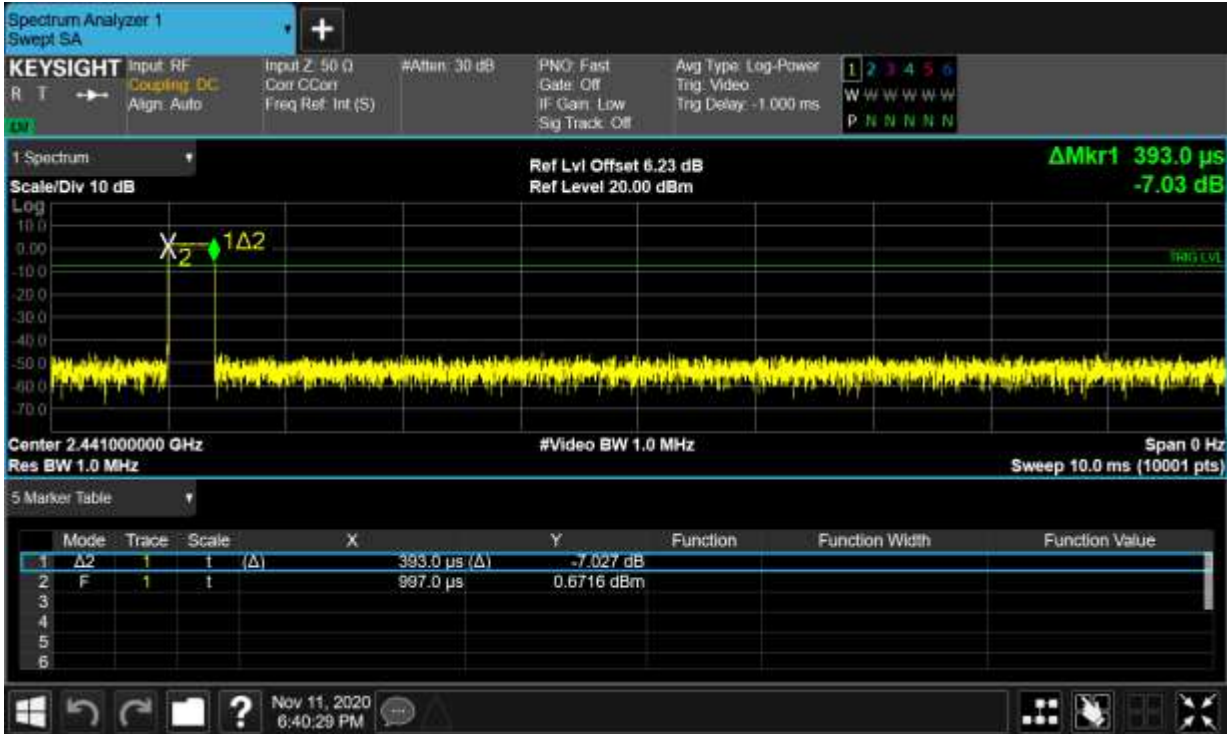 Spectrum Analyzer 1
Swept SA
+
KEYSIGHT Input: RF Input Z: 50 Ω #Atten: 30 dB PNO: Fast Avg Type: Log-Power 1 2 3 4 5 6
R T Coupling: DC Corr CCorr Gate: Off Trig: Video W W W W W W
Align: Auto Freq Ref: Int (S) IF Gain: Low Trig Delay: -1.000 ms
Sig Track: Off P N N N N N
1 Spectrum
Ref Lvl Offset 6.23 dB ΔMkr1 393.0 µs
Scale/Div 10 dB Ref Level 20.00 dBm -7.03 dB
Log
10.0
0.00
2 1Δ2
TRIG LVL
-10.0
-20.0
-30.0
-40.0
-50.0
-60.0
-70.0
Center 2.441000000 GHz #Video BW 1.0 MHz Span 0 Hz
Res BW 1.0 MHz Sweep 10.0 ms (10001 pts)
5 Marker Table
Mode Trace Scale X Y Function Function Width Function Value
1 Δ2 1 t (Δ) 393.0 µs (Δ) -7.027 dB
2 F 1 t 997.0 µs 0.6716 dBm
3
4
5
6
? Nov 11, 2020
6:40:29 PM